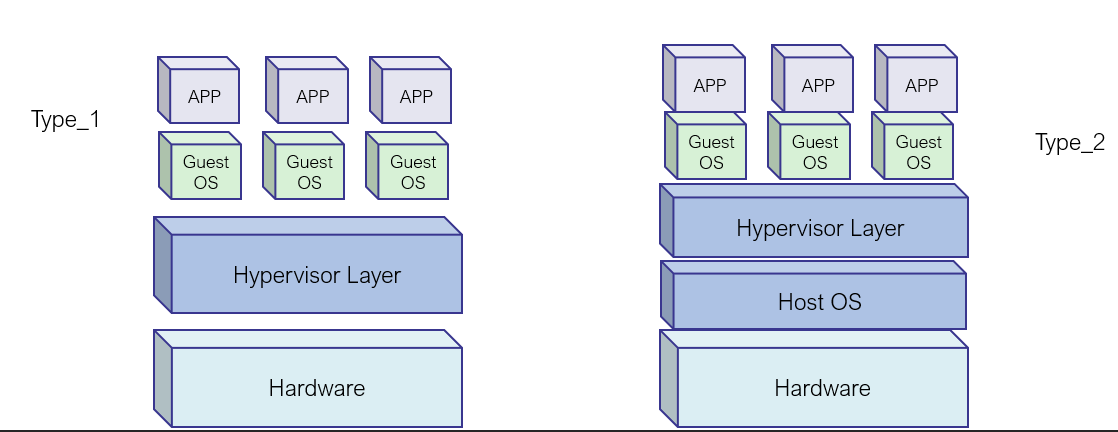 Type_1
APP
APP
APP
Guest
OS
Guest
OS
Guest
OS
Hypervisor Layer
Hardware
APP
APP
APP
Guest
OS
Guest
OS
Guest
OS
Hypervisor Layer
Host OS
Hardware
Type_2